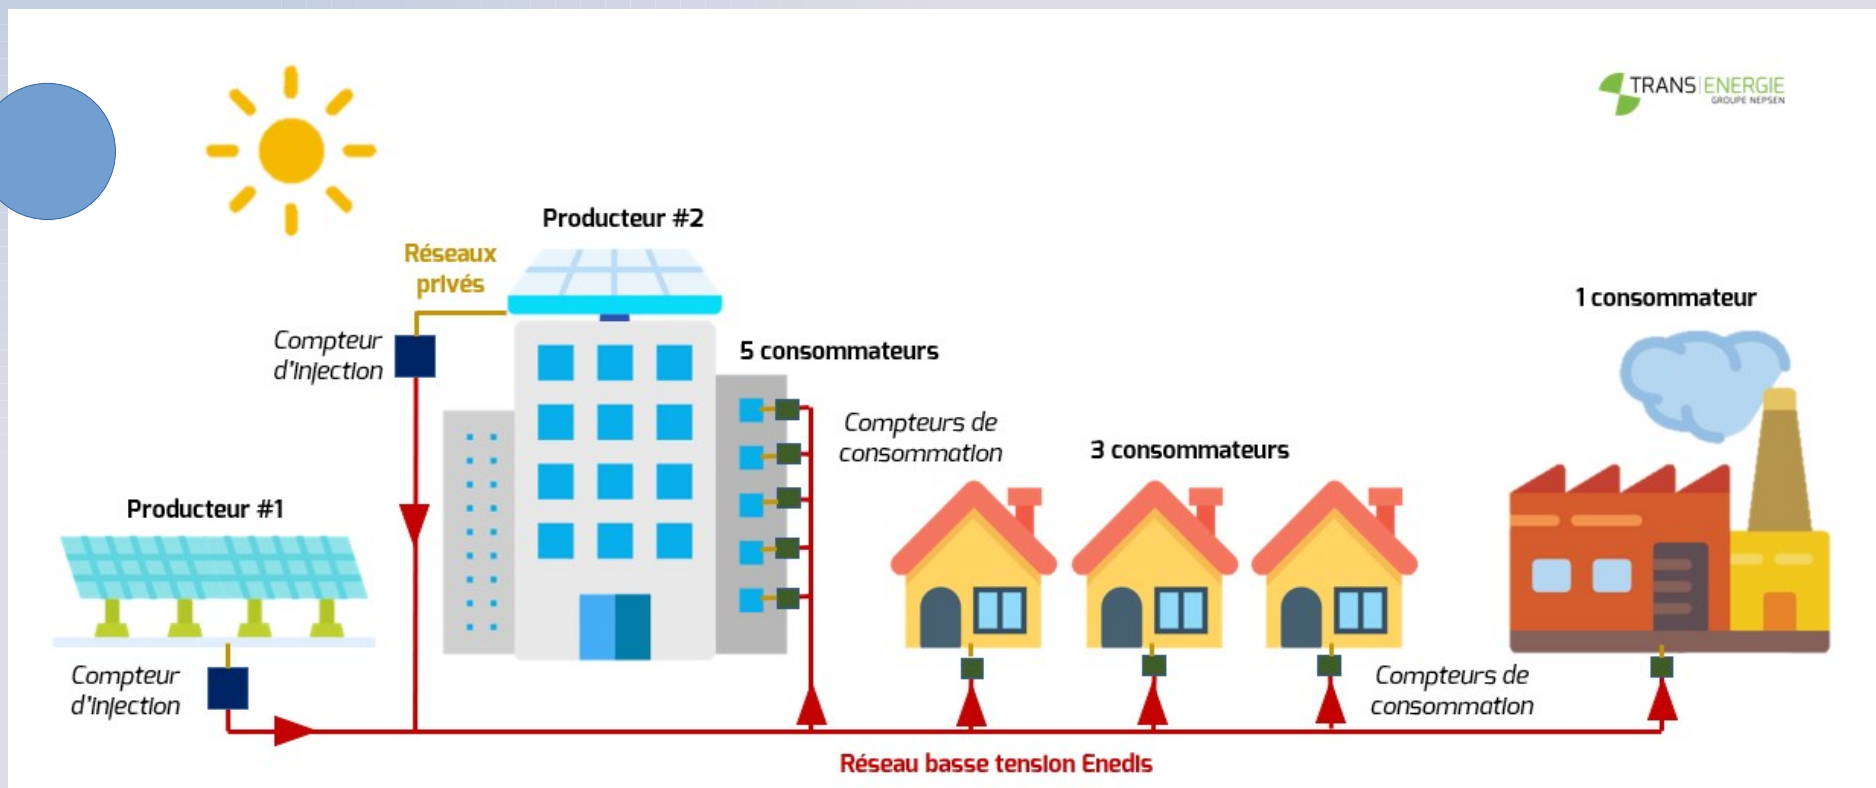 TRANS ENERGIE
GROUPE NEPSEN
Producteur #2
Réseaux
privés
1 consommateur
Compteur
d'injection
5 consommateurs
Compteurs de
consommation
3 consommateurs
Producteur #1
Compteur
d'injection
Compteurs de
consommation
Réseau basse tension Enedis